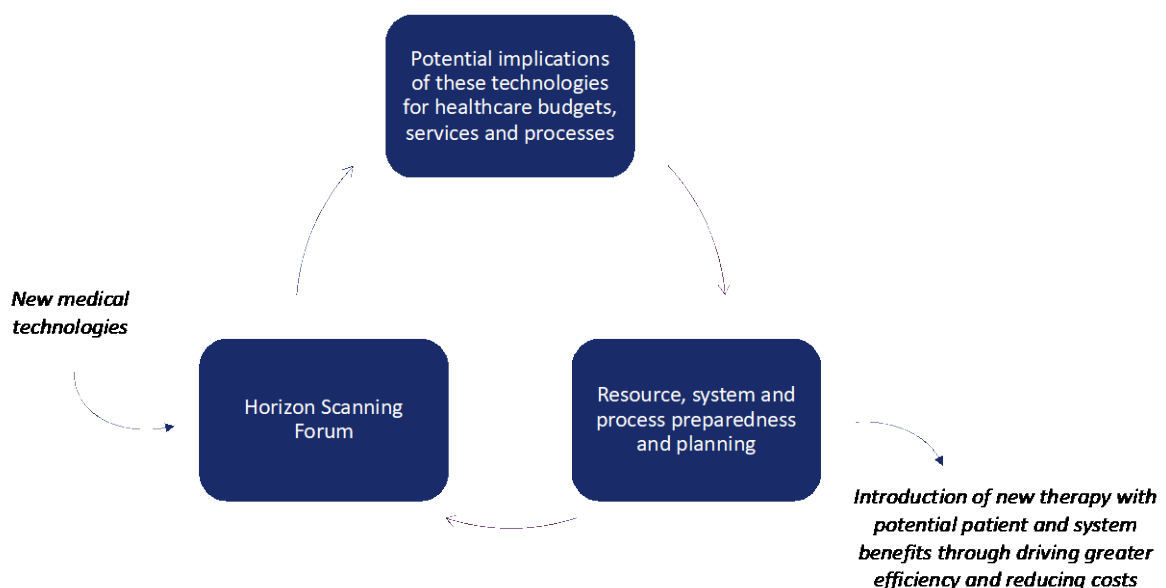 Potential implications
of these technologies
for healthcare budgets,
services and processes
New medical
technologies
Horizon Scanning
Forum
Resource, system and
process preparedness
and planning
Introduction of new therapy with
potential patient and system
benefits through driving greater
efficiency and reducing costs